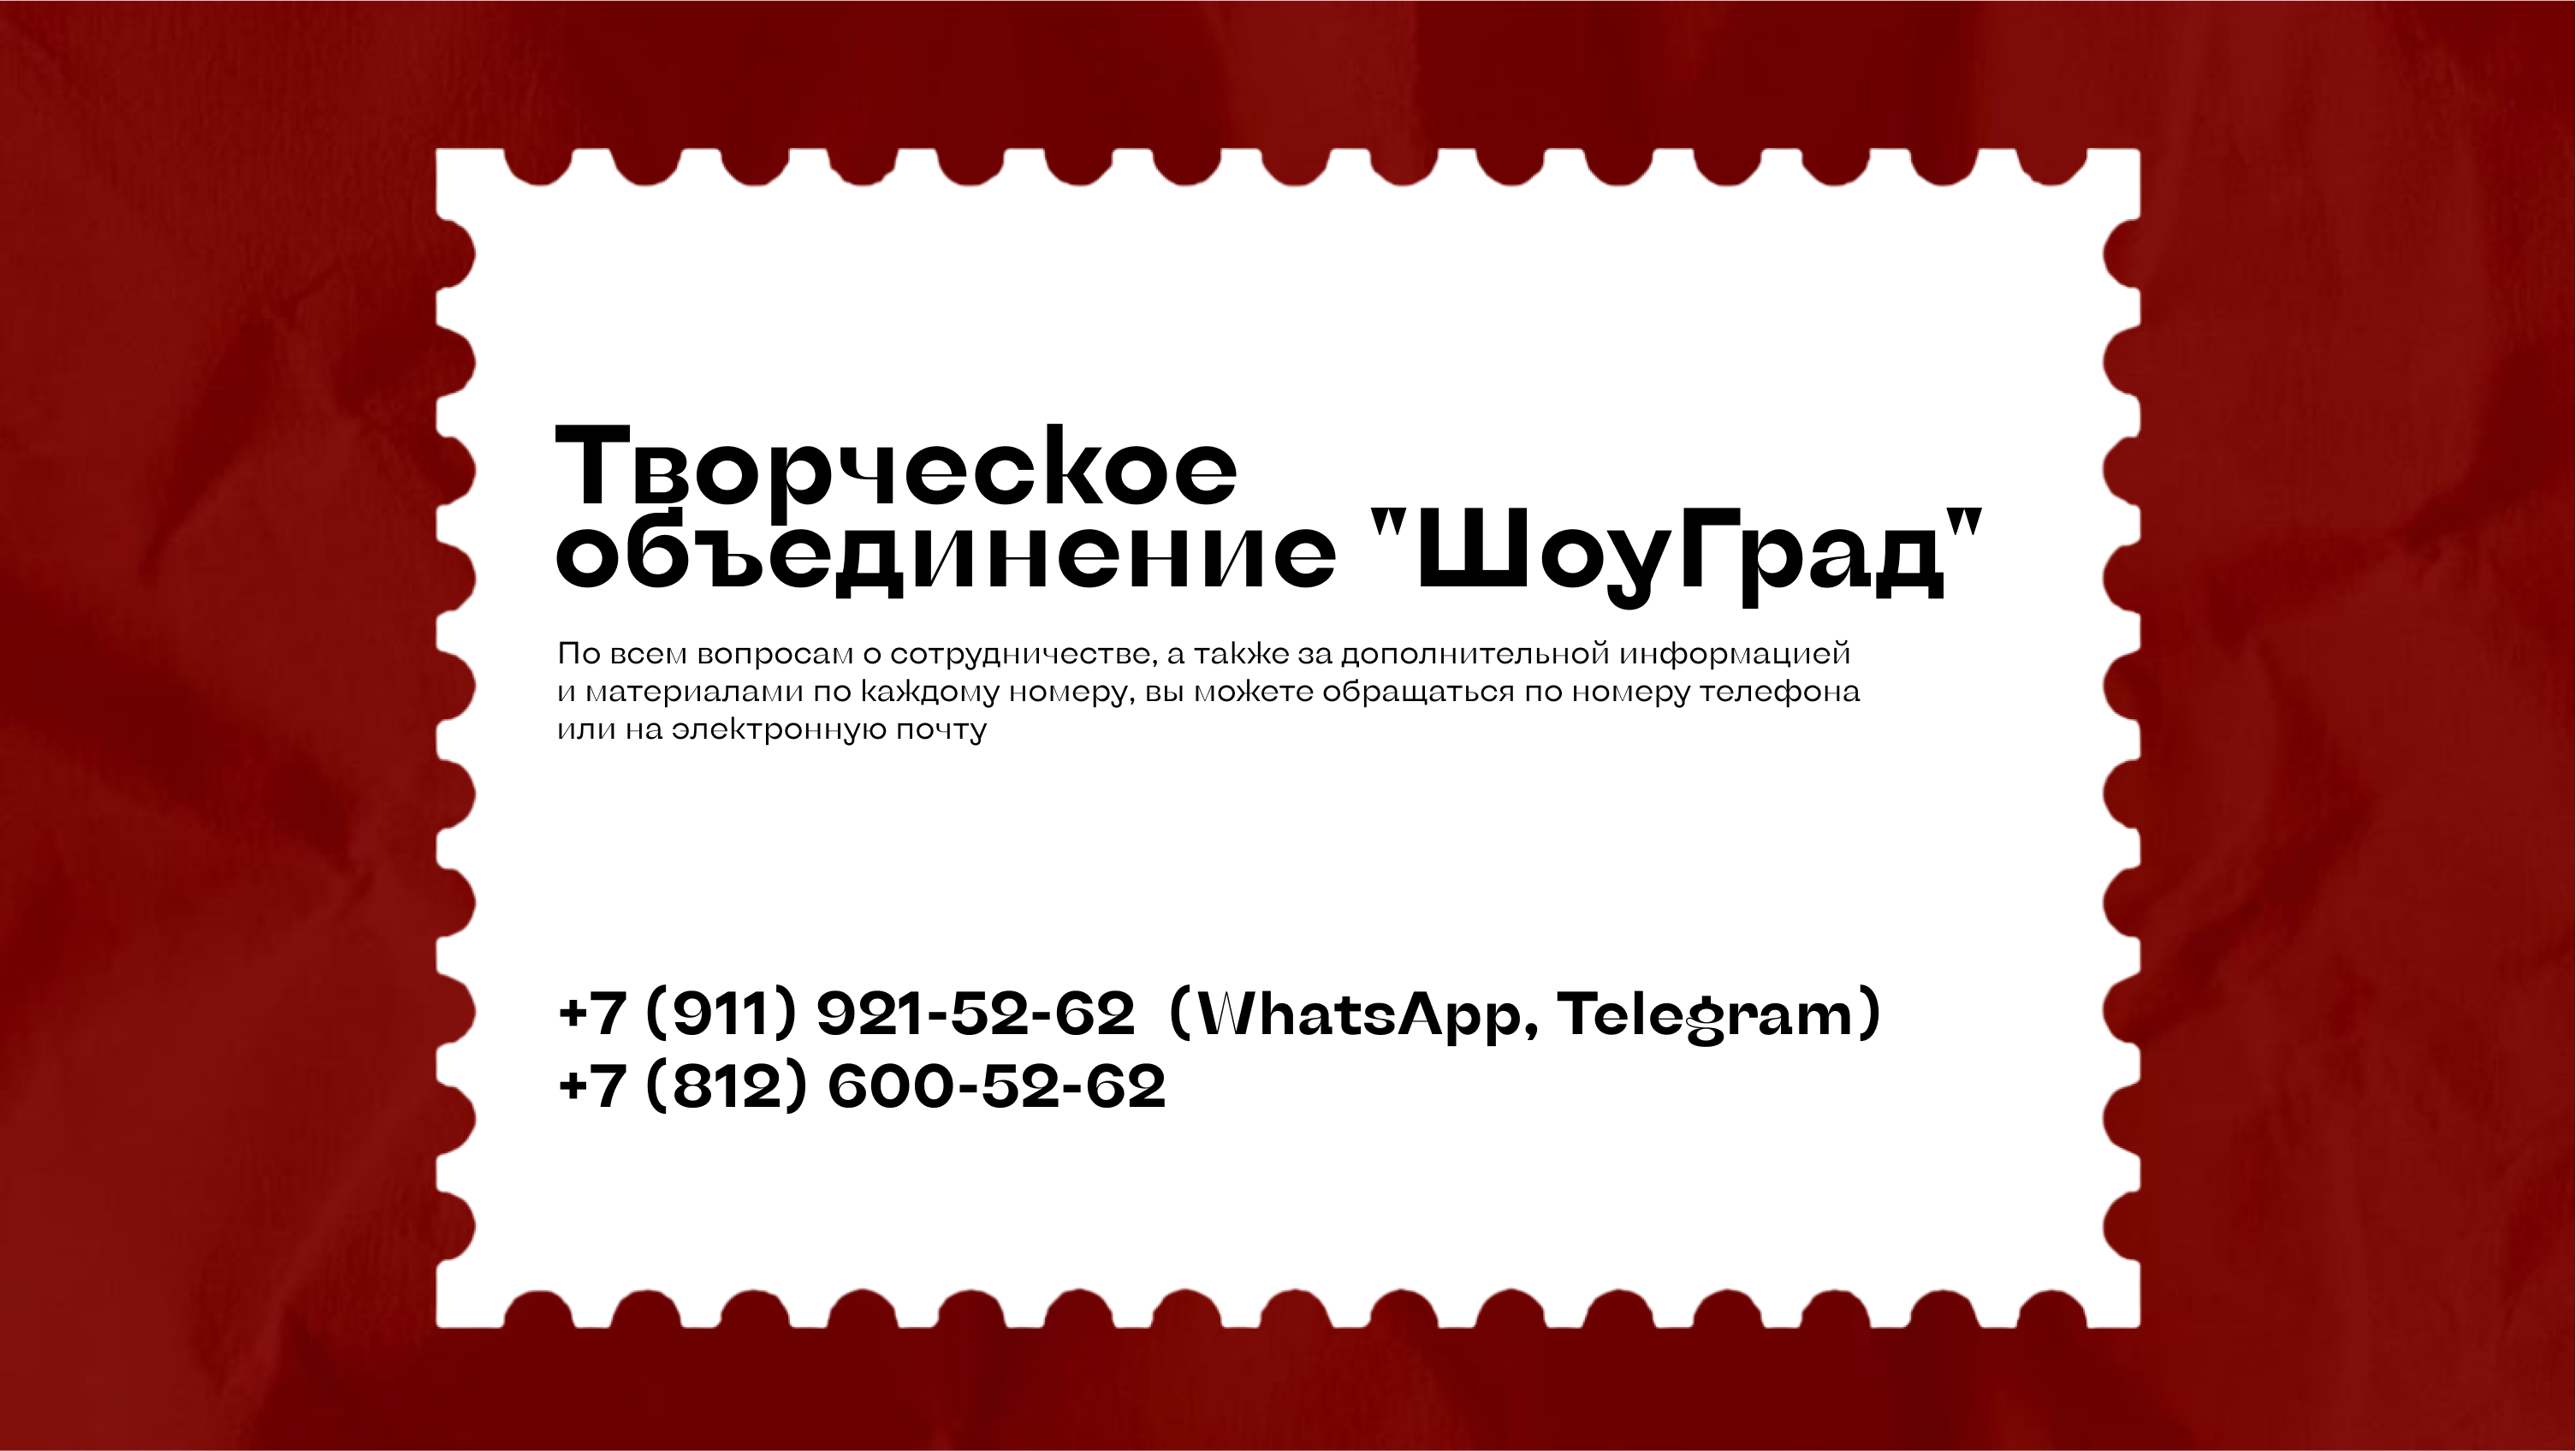 Творческое
объединение "ШоуГрад"
По всем вопросам о сотрудничестве, а также за дополнительной информацией
и материалами по каждому номеру, вы можете обращаться по номеру телефона
или на электронную почту
+7 (911) 921-52-62 (WhatsApp, Telegram)
+7 (812) 600-52-62